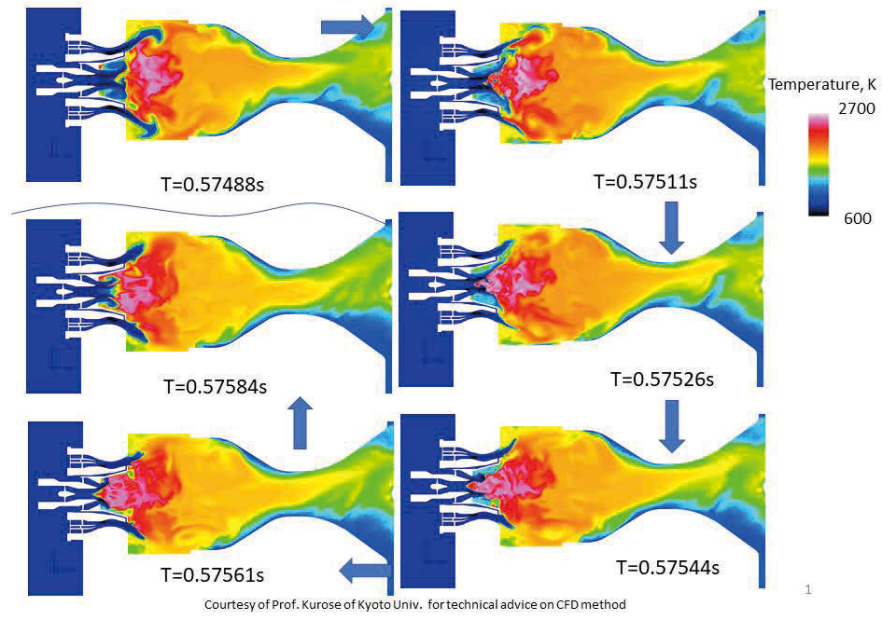 Temperature, K
2700
600
T=0.57488s
T=0.57511s
T=0.57584s
T=0.57526s
T=0.57561s
T=0.57544s
1
Courtesy of Prof. Kurose of Kyoto Univ. for technical advice on CFD method